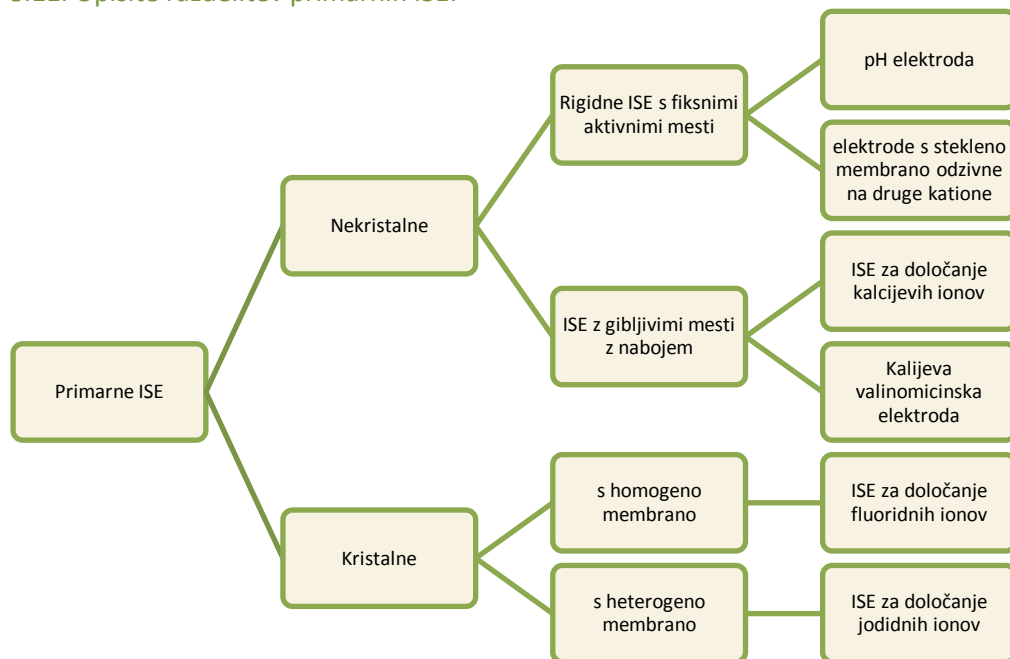 pH elektroda
Rigidne ISE s fiksnimi
aktivnimi mesti
elektrode s stekleno
membrano odzivne
na druge katione
Nekristalne
ISE za določanje
kalcijevih ionov
ISE z gibljivimi mesti
z nabojem
Primarne ISE
Kalijeva
valinomicinska
elektroda
s homogeno
membrano
ISE za določanje
fluoridnih ionov
Kristalne
s heterogeno
membrano
ISE za določanje
jodidnih ionov